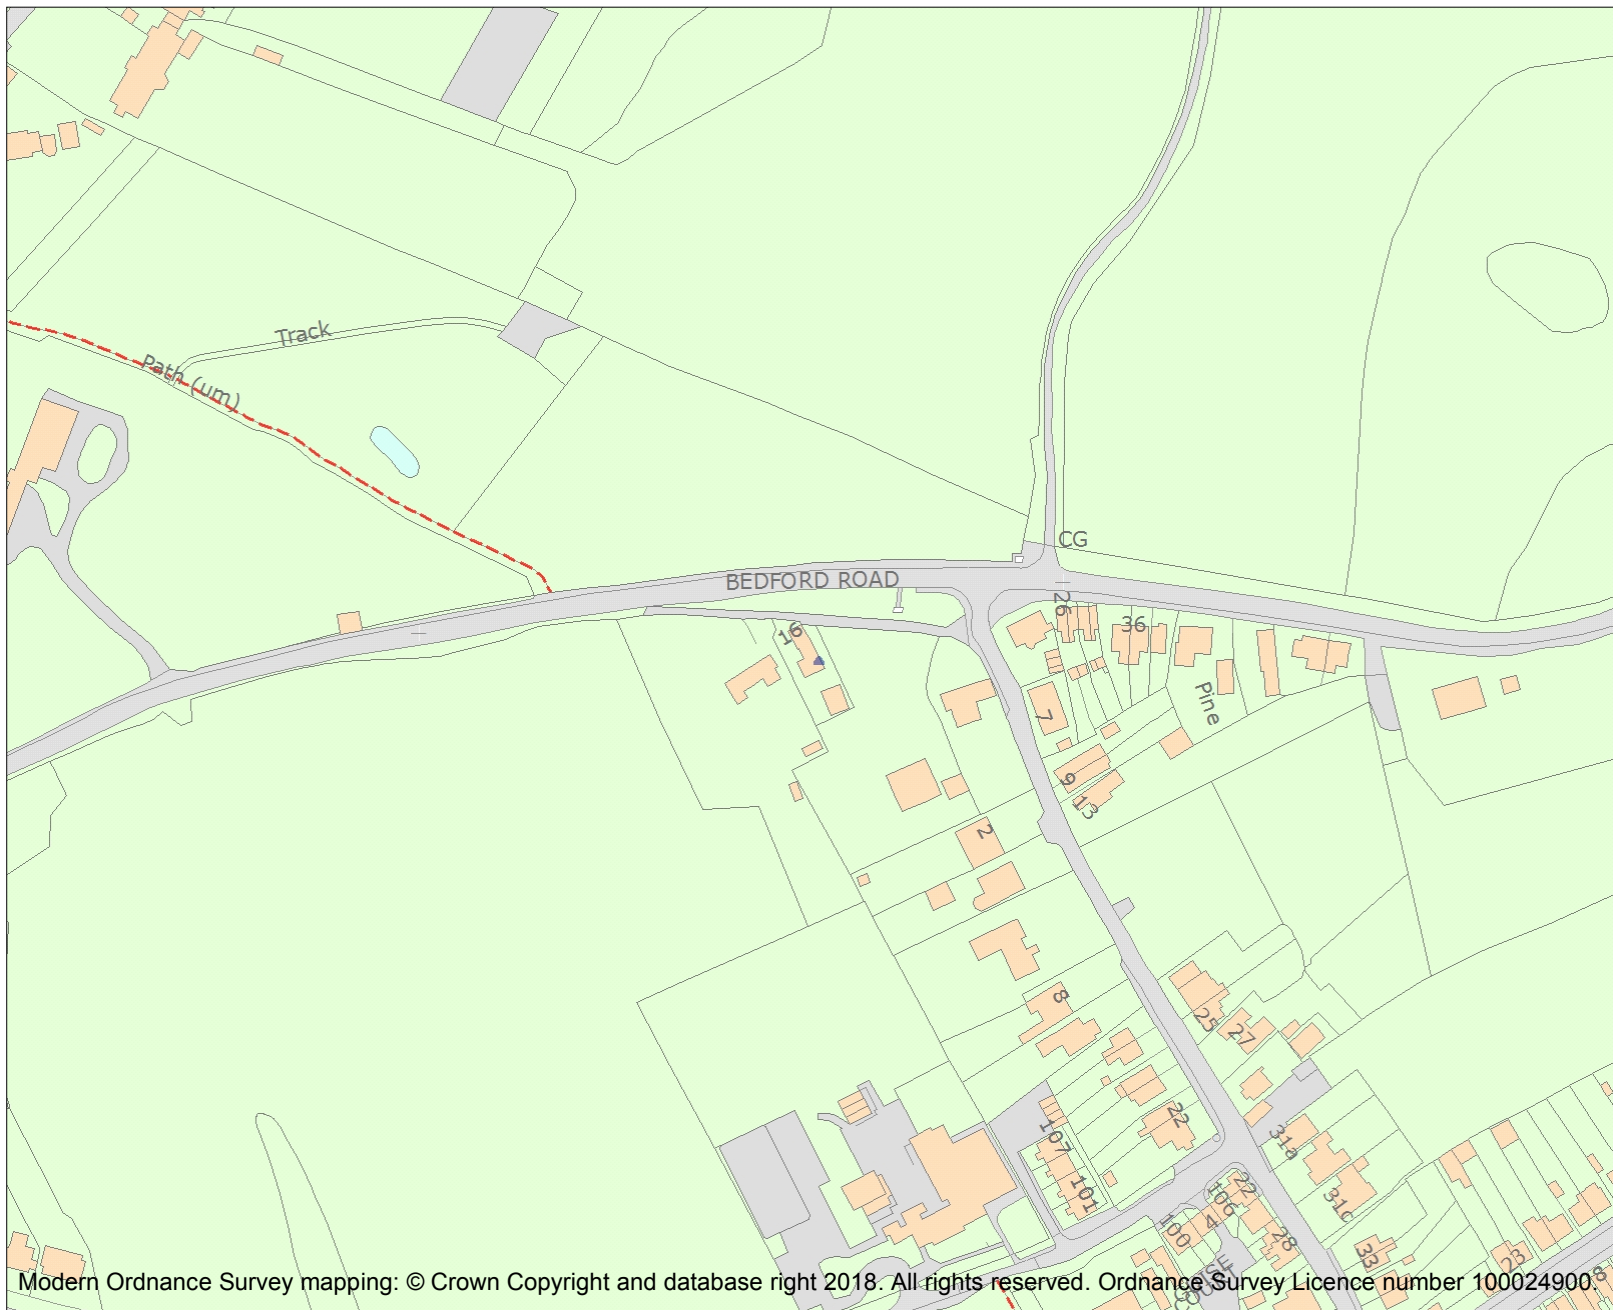 Track
Path (um)
CG
BEDFORD ROAD
26
16
36
Pine
7
9
13
2
8
25
27
22
107
31a
101
22
106
31c
4
100
28
33
23
8
Modern Ordnance Survey mapping: © Crown Copyright and database right 2018. All rights reserved. Ordnance Survey Licence number 100024900.